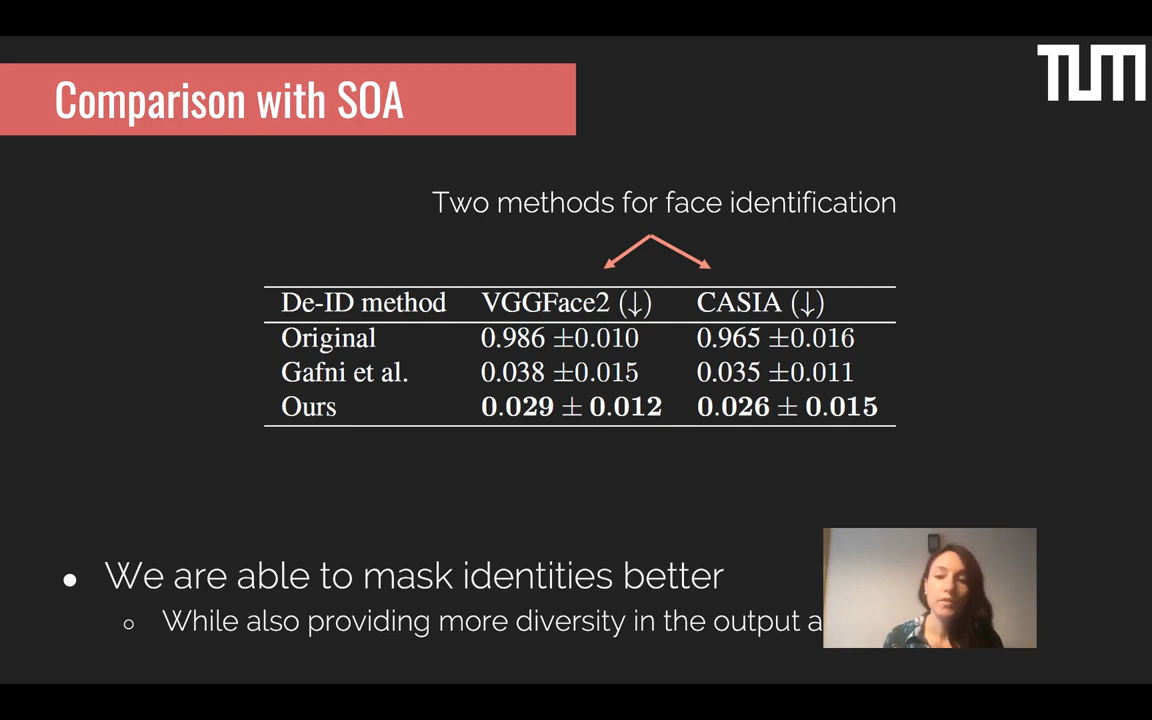 TUM
Comparison with SOA
Two methods for face identification
De-ID method VGGFace2 (↓) CASIA (↓)
Original 0.986 ±0.010 0.965 ±0.016
Gafni et al. 0.038 ±0.015 0.035 ±0.011
Ours 0.029 ± 0.012 0.026 ± 0.015
● We are able to mask identities better
○ While also providing more diversity in the output a